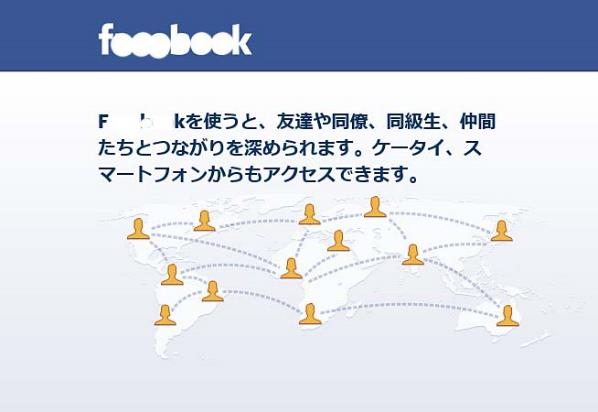 F kを使うと、友達や同僚、同級生、仲間
たちとつながりを深められます。ケータイ、ス
マートフォンからもアクセスできます。